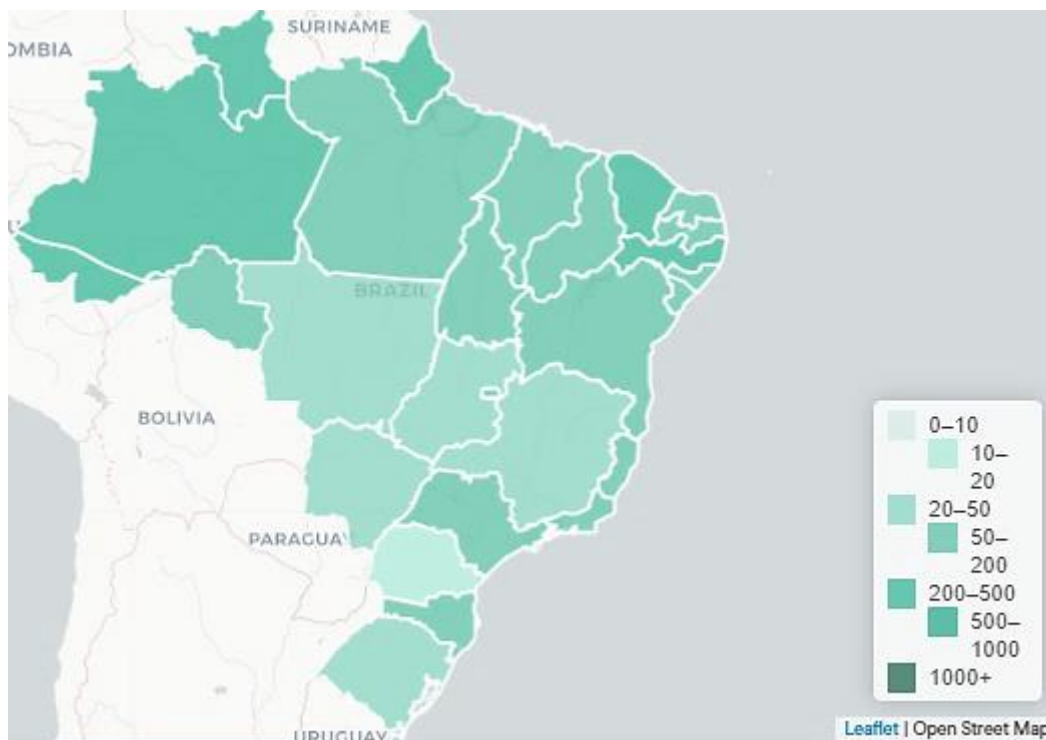 SURINAME
OMBIA
BRAZIL
BOLIVIA
PARAGUAY
URUGUAY
0–10
10–
20
20–50
50–
200
200–500
500–
1000
1000+
Leaflet | Open Street Map